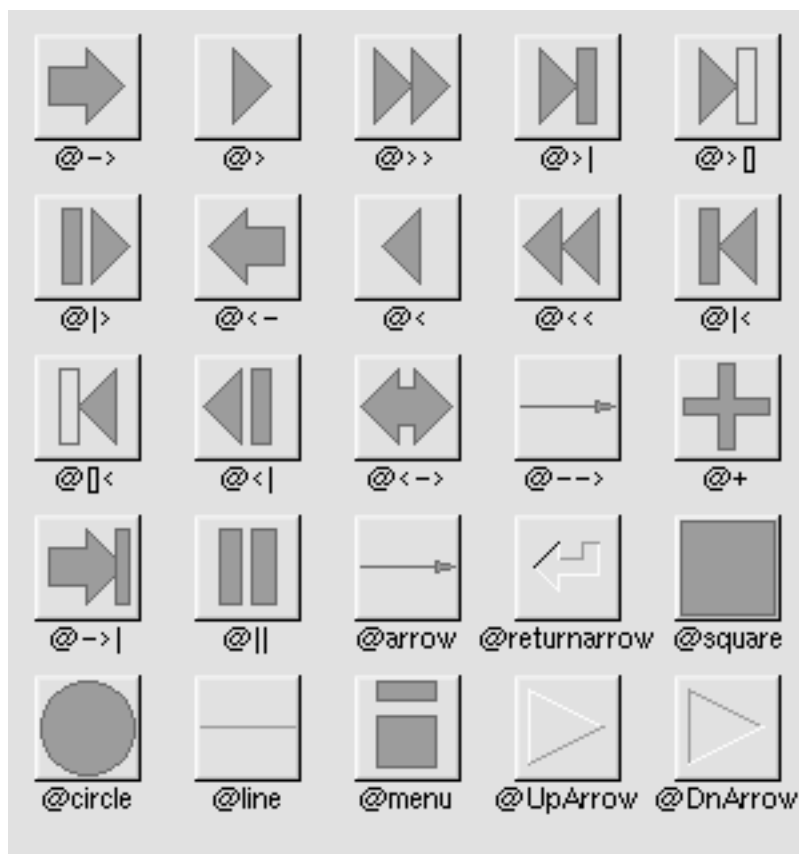 @-> @> @>> @>| @>[]
@|> @<- @< @<< @|<
@[]< @<| @<-> @--> @+
@->| @|| @arrow @returnarrow @square
@circle @line @menu @UpArrow @DnArrow